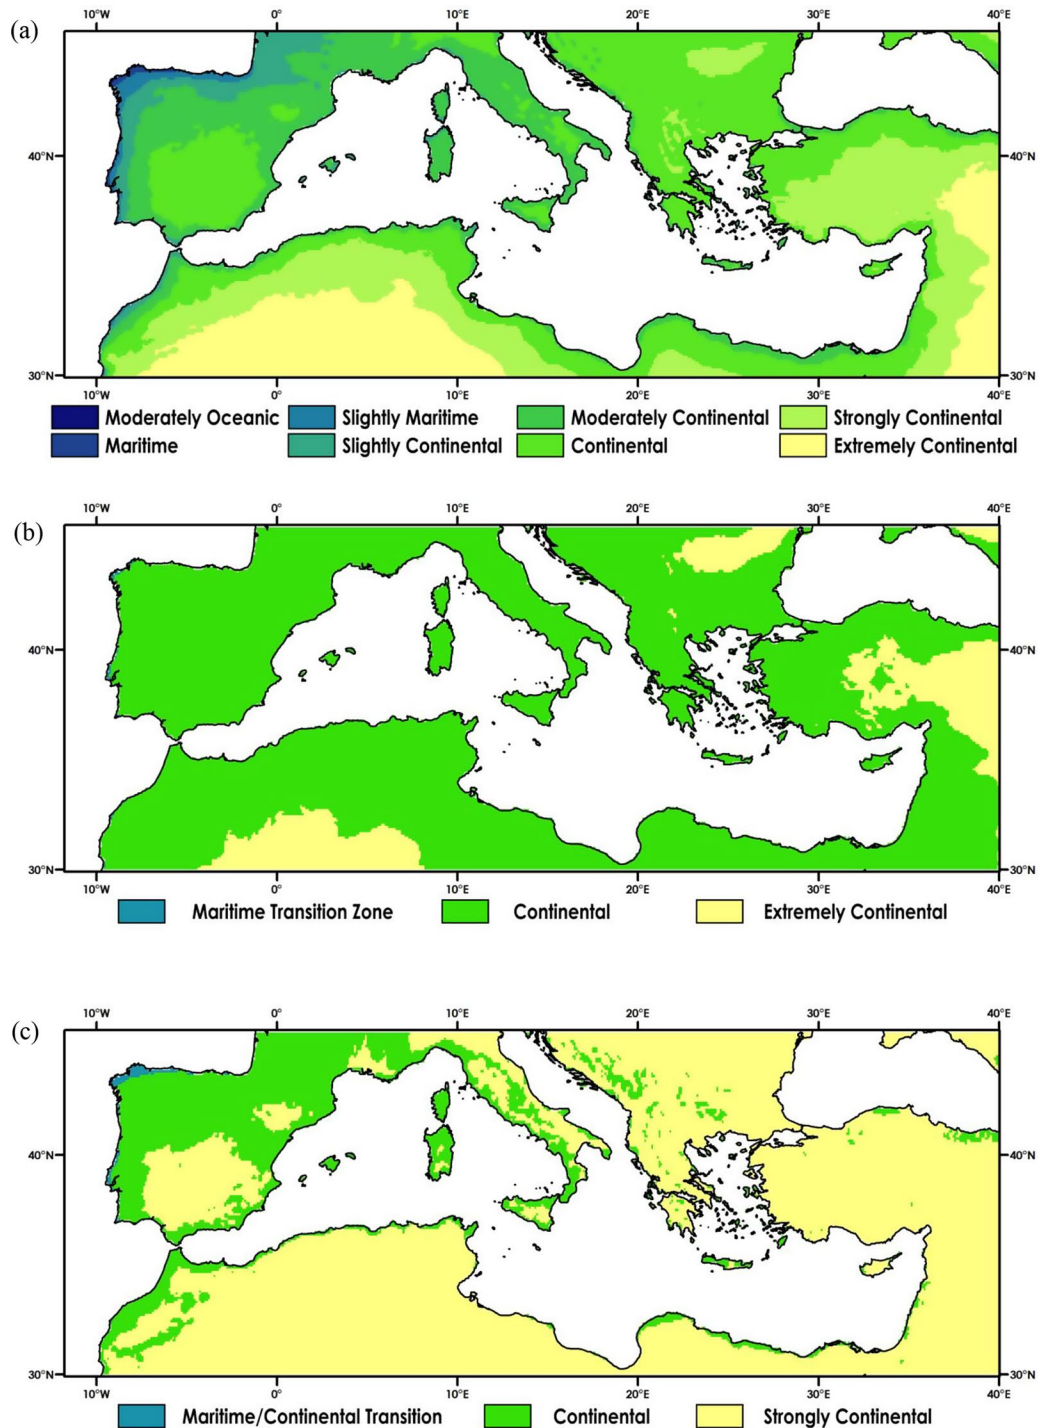 (a)
10°W 0° 10°E 20°E 30°E 40°E
40°N 40°N
30°N 30°N
10°W 0° 10°E 20°E 30°E 40°E
Moderately Oceanic Slightly Maritime Moderately Continental Strongly Continental
Maritime Slightly Continental Continental Extremely Continental
(b)
10°W 0° 10°E 20°E 30°E 40°E
40°N 40°N
30°N 30°N
10°W 0° 10°E 20°E 30°E 40°E
Maritime Transition Zone Continental Extremely Continental
(c)
10°W 0° 10°E 20°E 30°E 40°E
40°N 40°N
30°N 30°N
10°W 0° 10°E 20°E 30°E 40°E
Maritime/Continental Transition Continental Strongly Continental